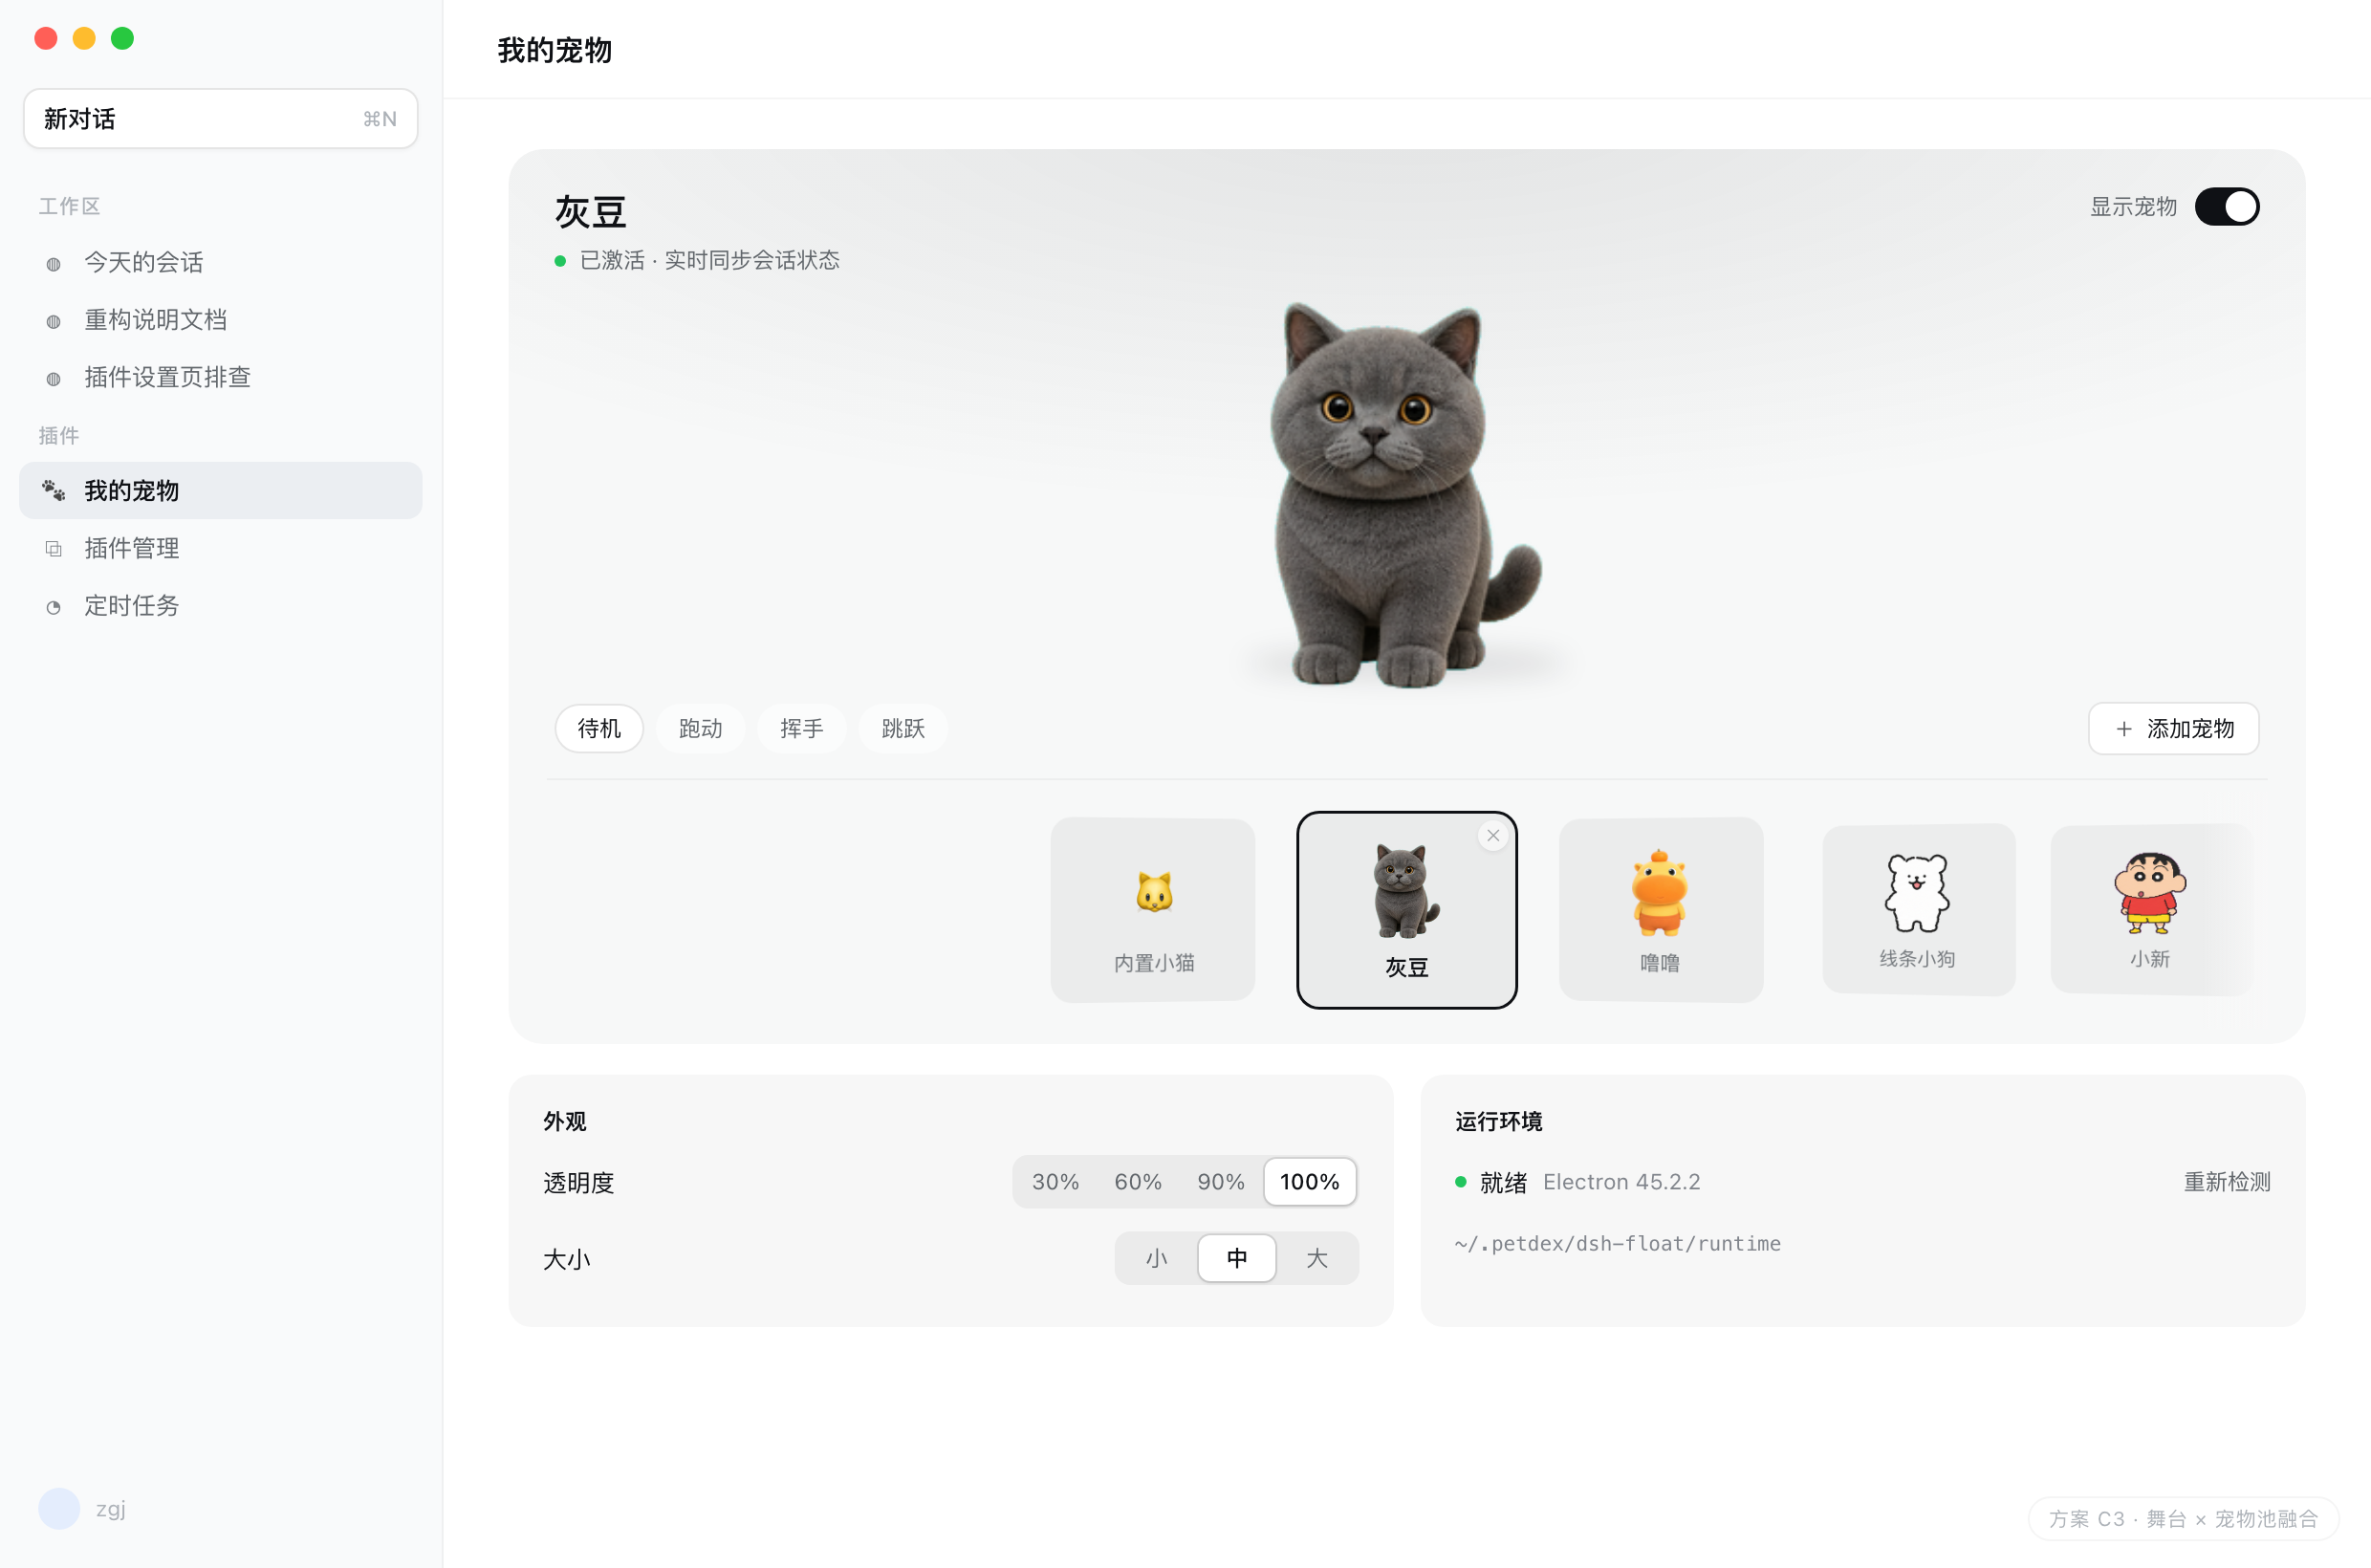 我的宠物
新对话 ⌘N
工作区
今天的会话
重构说明文档
插件设置页排查
插件
我的宠物
插件管理
定时任务
zgj
灰豆
显示宠物
已激活 · 实时同步会话状态
待机 跑动 挥手 跳跃
+ 添加宠物
内置小猫 灰豆 噜噜 线条小狗 小新
外观
透明度 30% 60% 90% 100%
大小 小 中 大
运行环境
就绪 Electron 45.2.2 重新检测
~/.petdex/dsh-float/runtime
方案 C3 · 舞台 × 宠物池融合